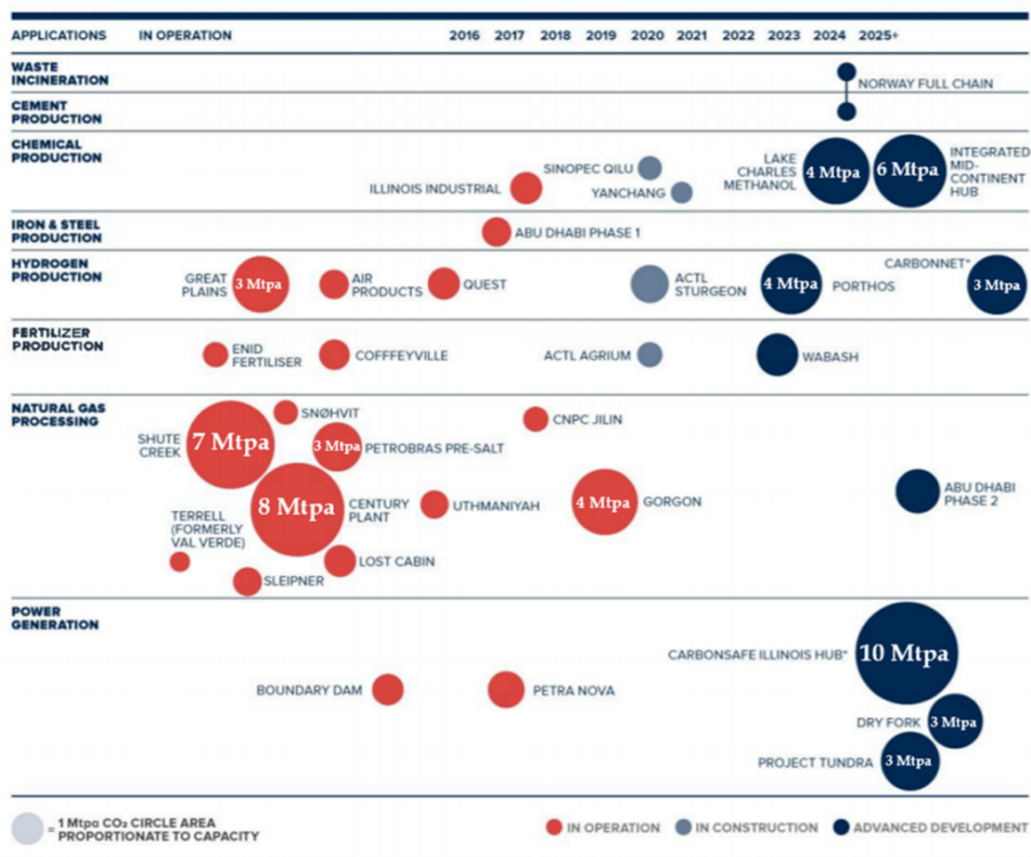 APPLICATIONS IN OPERATION 2016 2017 2018 2019 2020 2021 2022 2023 2024 2025+
WASTE
INCINERATION
NORWAY FULL CHAIN
CEMENT
PRODUCTION
CHEMICAL
PRODUCTION
ILLINOIS INDUSTRIAL
SINOPEC QILU
YANCHANG
LAKE
CHARLES
METHANOL
4 Mtpa
6 Mtpa
INTEGRATED
MID-
CONTINENT
HUB
IRON & STEEL
PRODUCTION
ABU DHABI PHASE 1
HYDROGEN
PRODUCTION
GREAT
PLAINS
3 Mtpa
AIR
PRODUCTS
QUEST
ACTL
STURGEON
4 Mtpa
PORTHOS
CARBONNET*
3 Mtpa
FERTILIZER
PRODUCTION
ENID
FERTILISER
COFFFEYVILLE
ACTL AGRIUM
WABASH
NATURAL GAS
PROCESSING
SHUTE
CREEK
7 Mtpa
SNØHVIT
3 Mtpa
PETROBRAS PRE-SALT
CNPC JILIN
8 Mtpa
CENTURY
PLANT
UTHMANIYAH
4 Mtpa
GORGON
ABU DHABI
PHASE 2
TERRELL
(FORMERLY
VAL VERDE)
LOST CABIN
SLEIPNER
POWER
GENERATION
CARBONSAFE ILLINOIS HUB*
10 Mtpa
BOUNDARY DAM
PETRA NOVA
DRY FORK
3 Mtpa
PROJECT TUNDRA
3 Mtpa
= 1 Mtpa CO₂ CIRCLE AREA
PROPORTIONATE TO CAPACITY
IN OPERATION
IN CONSTRUCTION
ADVANCED DEVELOPMENT